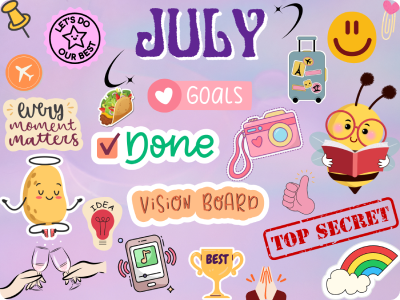 LET'S DO
OUR BEST
JULY
GOALS
every
moment
matters
Done
IDEA
VISION BOARD
TOP SECRET
BEST